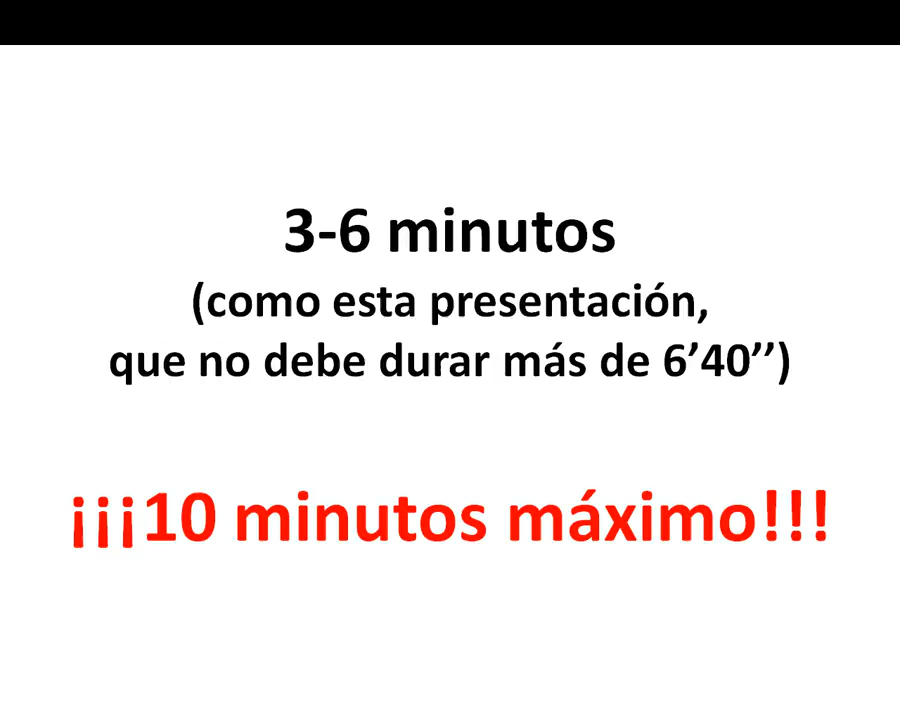 3-6 minutos
(como esta presentación,
que no debe durar más de 6’40’’)
¡¡¡10 minutos máximo!!!